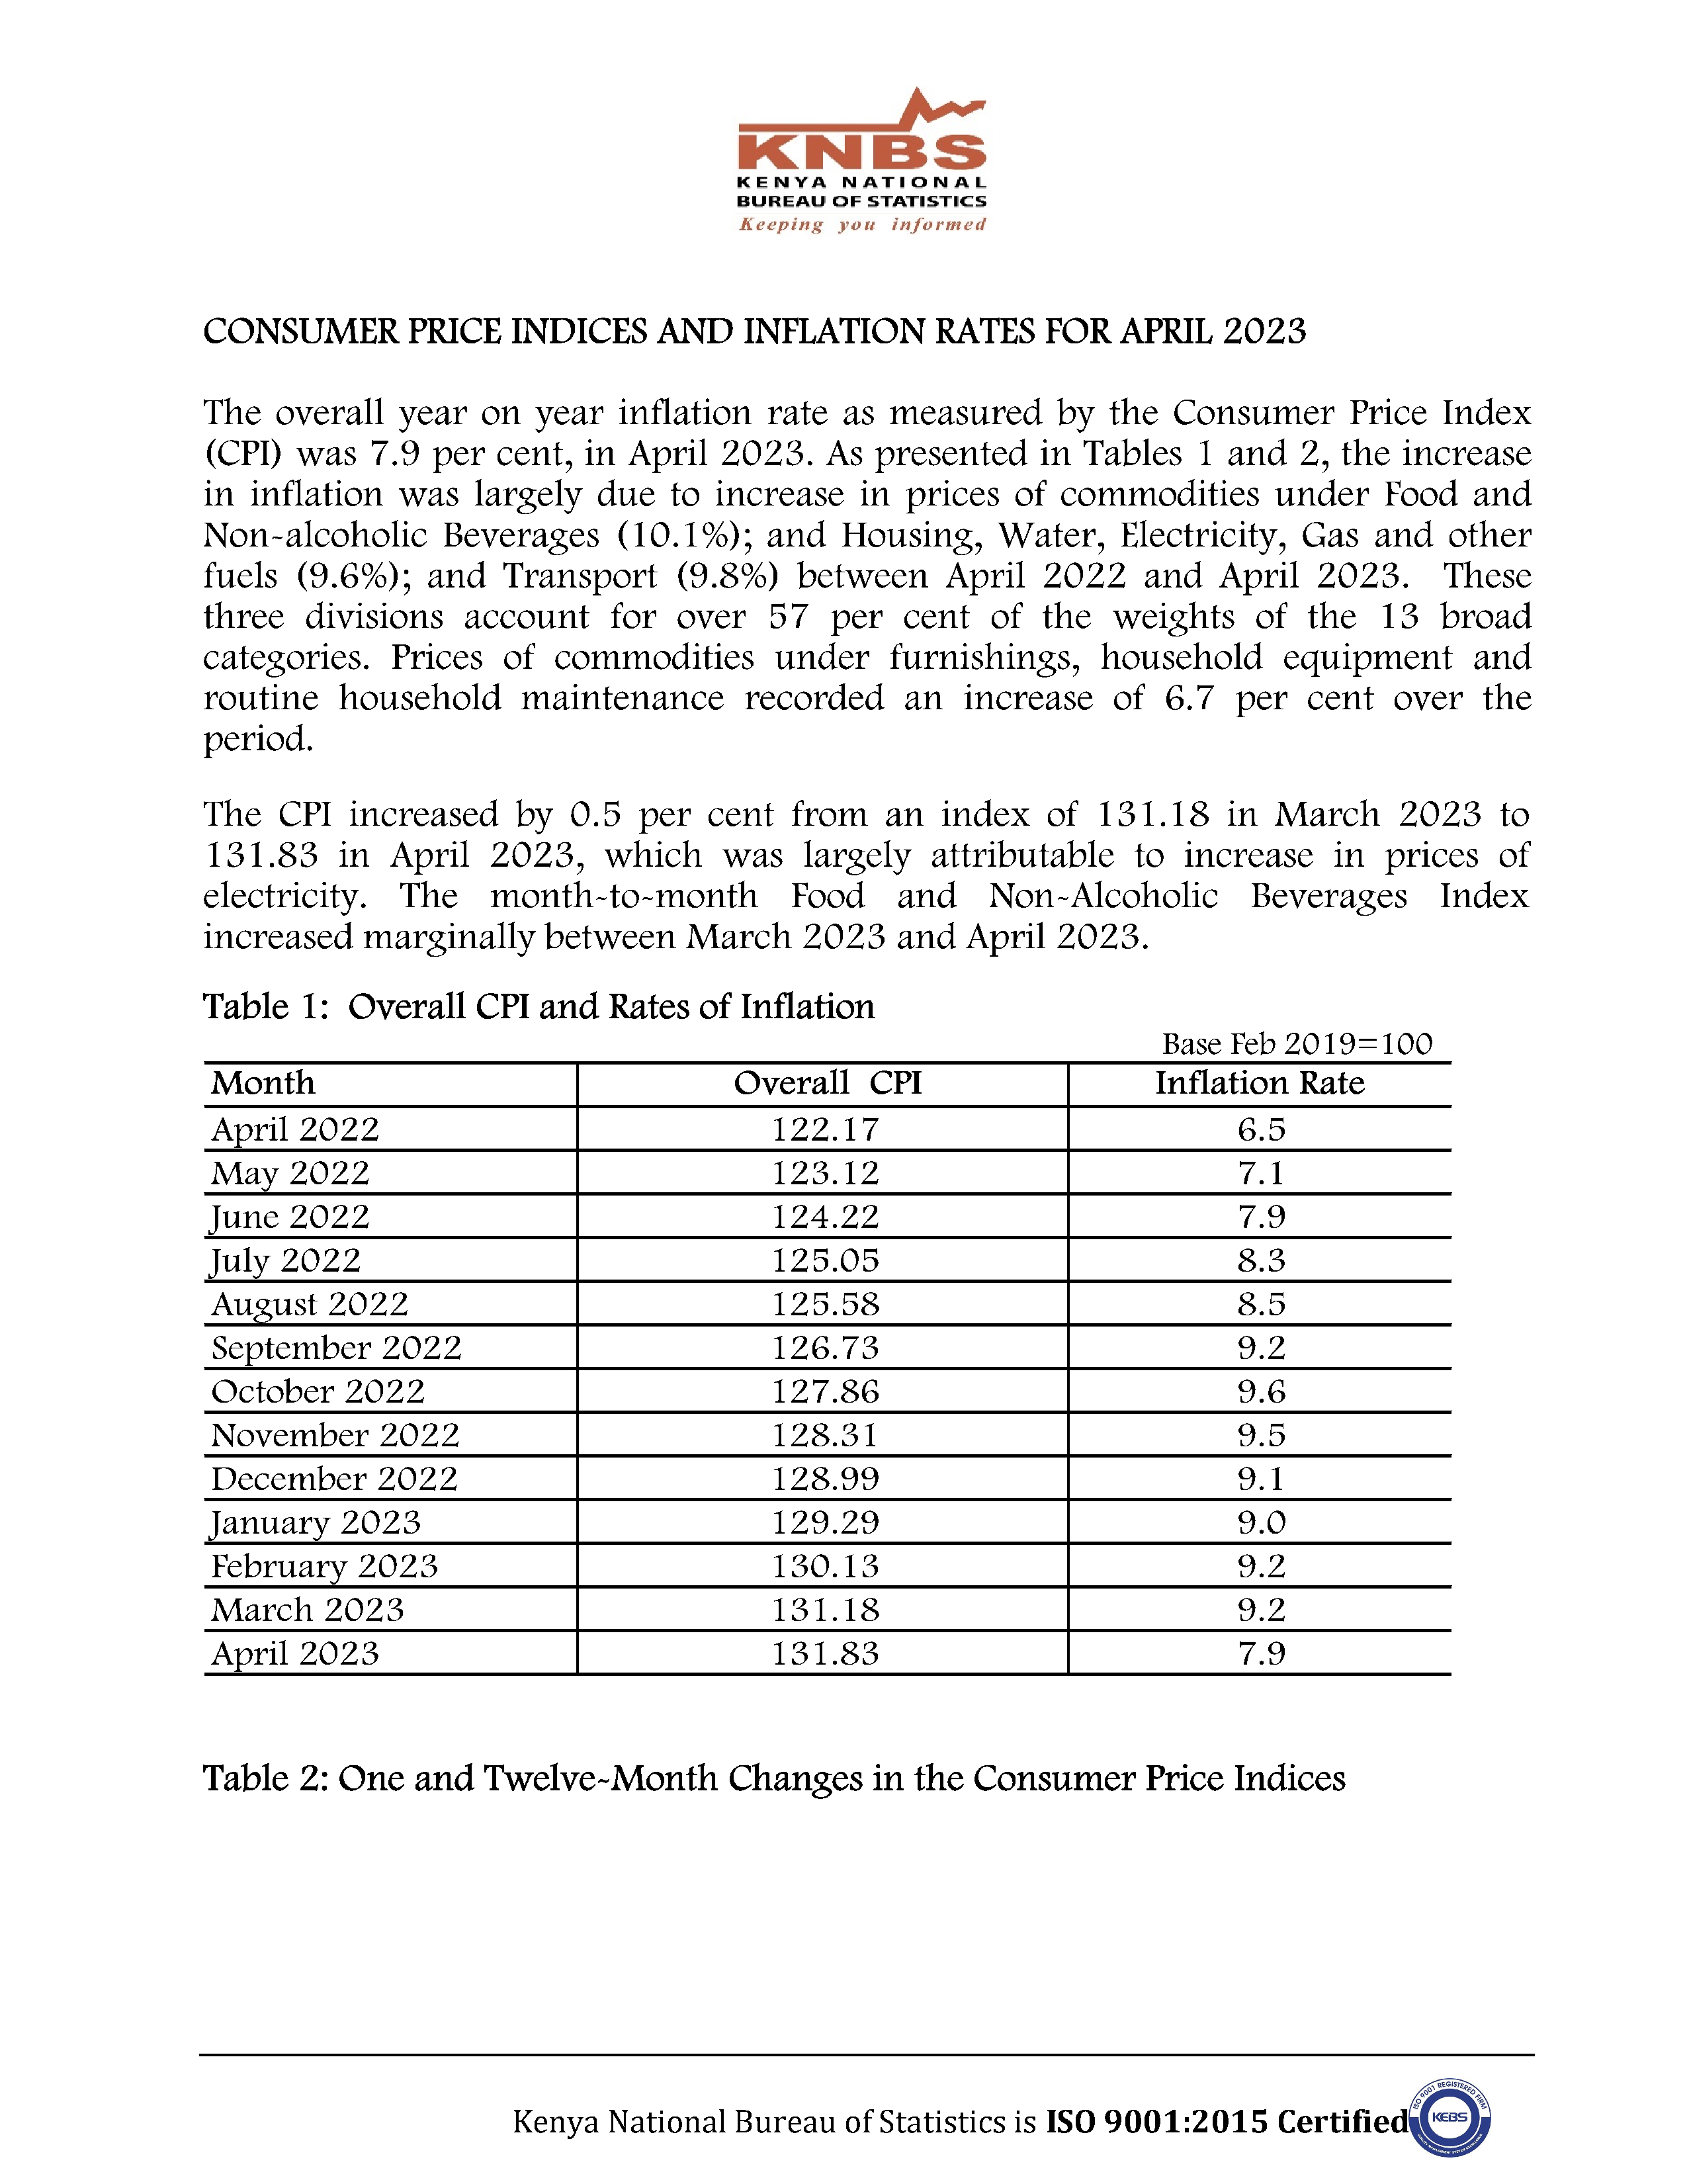 KNBS
KENYA NATIONAL
BUREAU OF STATISTICS
Keeping you informed
CONSUMER PRICE INDICES AND INFLATION RATES FOR APRIL 2023
The overall year on year inflation rate as measured by the Consumer Price Index
(CPI) was 7.9 per cent, in April 2023. As presented in Tables 1 and 2, the increase
in inflation was largely due to increase in prices of commodities under Food and
Non-alcoholic Beverages (10.1%); and Housing, Water, Electricity, Gas and other
fuels (9.6%); and Transport (9.8%) between April 2022 and April 2023. These
three divisions account for over 57 per cent of the weights of the 13 broad
categories. Prices of commodities under furnishings, household equipment and
routine household maintenance recorded an increase of 6.7 per cent over the
period.
The CPI increased by 0.5 per cent from an index of 131.18 in March 2023 to
131.83 in April 2023, which was largely attributable to increase in prices of
electricity. The month-to-month Food and Non-Alcoholic Beverages Index
increased marginally between March 2023 and April 2023.
Table 1: Overall CPI and Rates of Inflation
Base Feb 2019=100
Month Overall CPI Inflation Rate
April 2022 122.17 6.5
May 2022 123.12 7.1
June 2022 124.22 7.9
July 2022 125.05 8.3
August 2022 125.58 8.5
September 2022 126.73 9.2
October 2022 127.86 9.6
November 2022 128.31 9.5
December 2022 128.99 9.1
January 2023 129.29 9.0
February 2023 130.13 9.2
March 2023 131.18 9.2
April 2023 131.83 7.9
Table 2: One and Twelve-Month Changes in the Consumer Price Indices
Kenya National Bureau of Statistics is ISO 9001:2015 Certified
ISO 9001 REGISTERED FIRM
KEBS